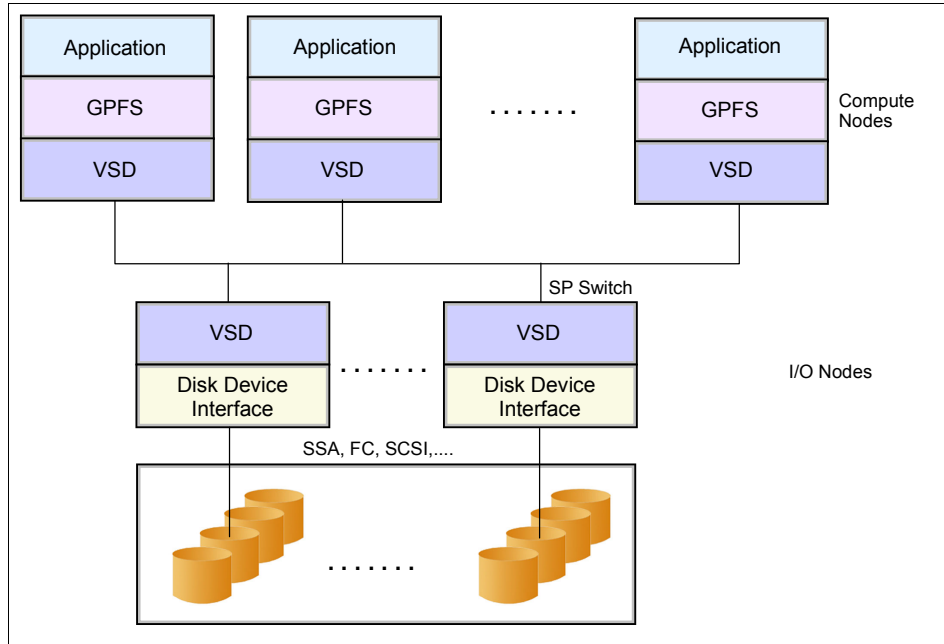 Application
Application
Application
GPFS
GPFS
. . . . . . .
GPFS
Compute
Nodes
VSD
VSD
VSD
SP Switch
VSD
VSD
. . . . . . .
I/O Nodes
Disk Device
Interface
Disk Device
Interface
SSA, FC, SCSI,....
. . . . . . .